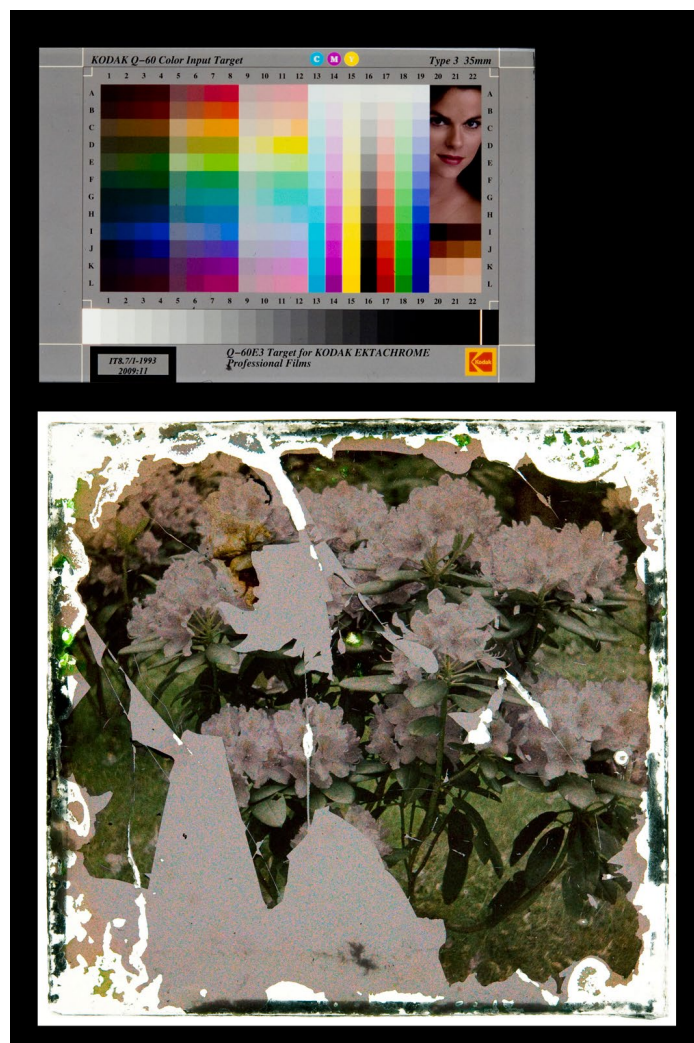 KODAK Q–60 Color Input Target
C M Y
Type 3 35mm
1 2 3 4 5 6 7 8 9 10 11 12 13 14 15 16 17 18 19 20 21 22
A A
B B
C C
D D
E E
F F
G G
H H
I I
J J
K K
L L
1 2 3 4 5 6 7 8 9 10 11 12 13 14 15 16 17 18 19 20 21 22
IT8.7/1-1993
2009:11
Q–60E3 Target for KODAK EKTACHROME
Professional Films
Kodak